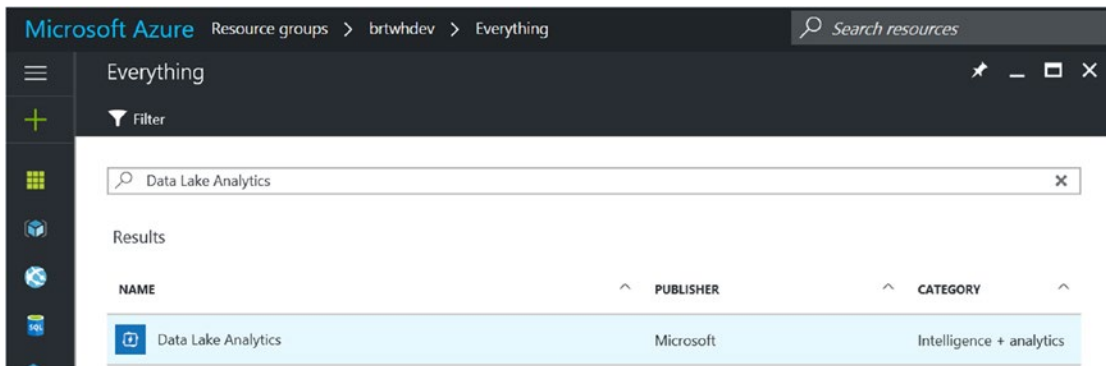 Microsoft Azure Resource groups > brtwhdev > Everything Search resources
Everything
Filter
Data Lake Analytics
Results
NAME PUBLISHER CATEGORY
SQL
Data Lake Analytics Microsoft Intelligence + analytics